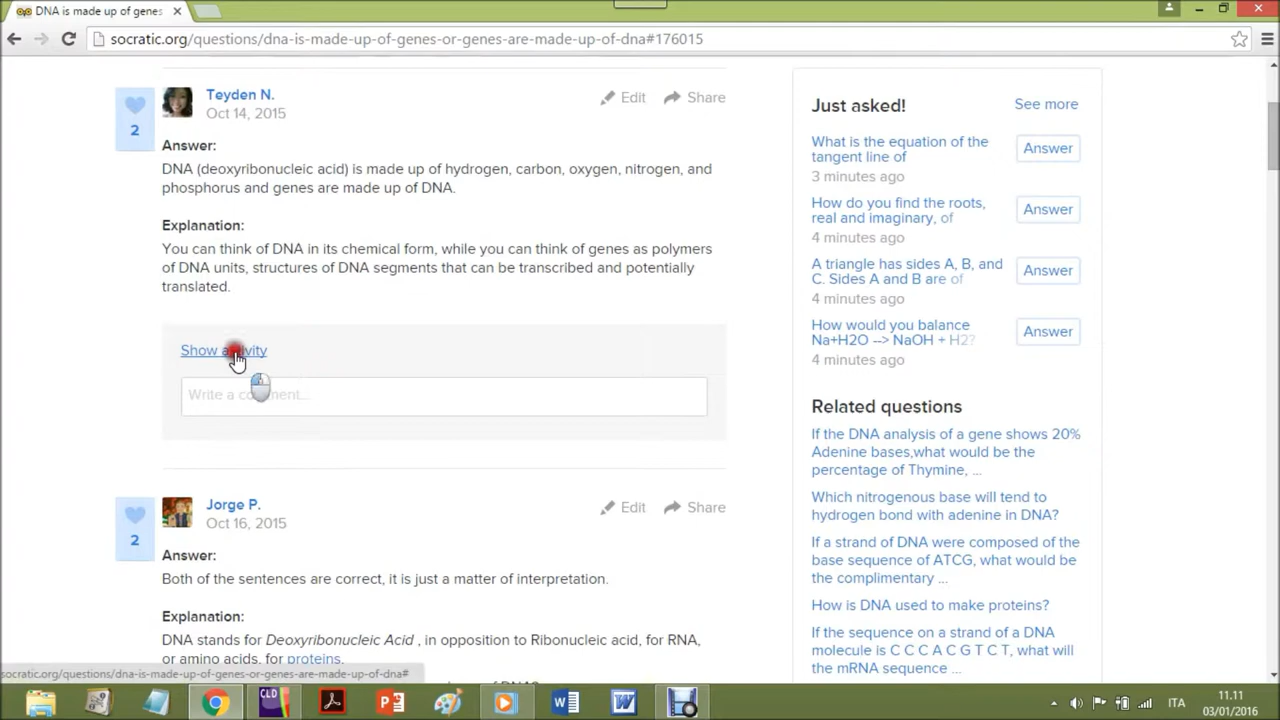 DNA is made up of genes
socratic.org/questions/dna-is-made-up-of-genes-or-genes-are-made-up-of-dna#176015
2
Teyden N.
Oct 14, 2015
Edit
Share
Answer:
DNA (deoxyribonucleic acid) is made up of hydrogen, carbon, oxygen, nitrogen, and
phosphorus and genes are made up of DNA.
Explanation:
You can think of DNA in its chemical form, while you can think of genes as polymers
of DNA units, structures of DNA segments that can be transcribed and potentially
translated.
Show activity
Write a comment...
2
Jorge P.
Oct 16, 2015
Edit
Share
Answer:
Both of the sentences are correct, it is just a matter of interpretation.
Explanation:
DNA stands for Deoxyribonucleic Acid , in opposition to Ribonucleic acid, for RNA,
or amino acids, for proteins.
Just asked!
See more
What is the equation of the
tangent line of
3 minutes ago
Answer
How do you find the roots,
real and imaginary, of
4 minutes ago
Answer
A triangle has sides A, B, and
C. Sides A and B are of
4 minutes ago
Answer
How would you balance
Na+H2O --> NaOH + H2?
4 minutes ago
Answer
Related questions
If the DNA analysis of a gene shows 20%
Adenine bases,what would be the
percentage of Thymine, ...
Which nitrogenous base will tend to
hydrogen bond with adenine in DNA?
If a strand of DNA were composed of the
base sequence of ATCG, what would be
the complimentary ...
How is DNA used to make proteins?
If the sequence on a strand of a DNA
molecule is C C C A C G T C T, what will
the mRNA sequence ...
socratic.org/questions/dna-is-made-up-of-genes-or-genes-are-made-up-of-dna#
CLD
ITA
11.11
03/01/2016